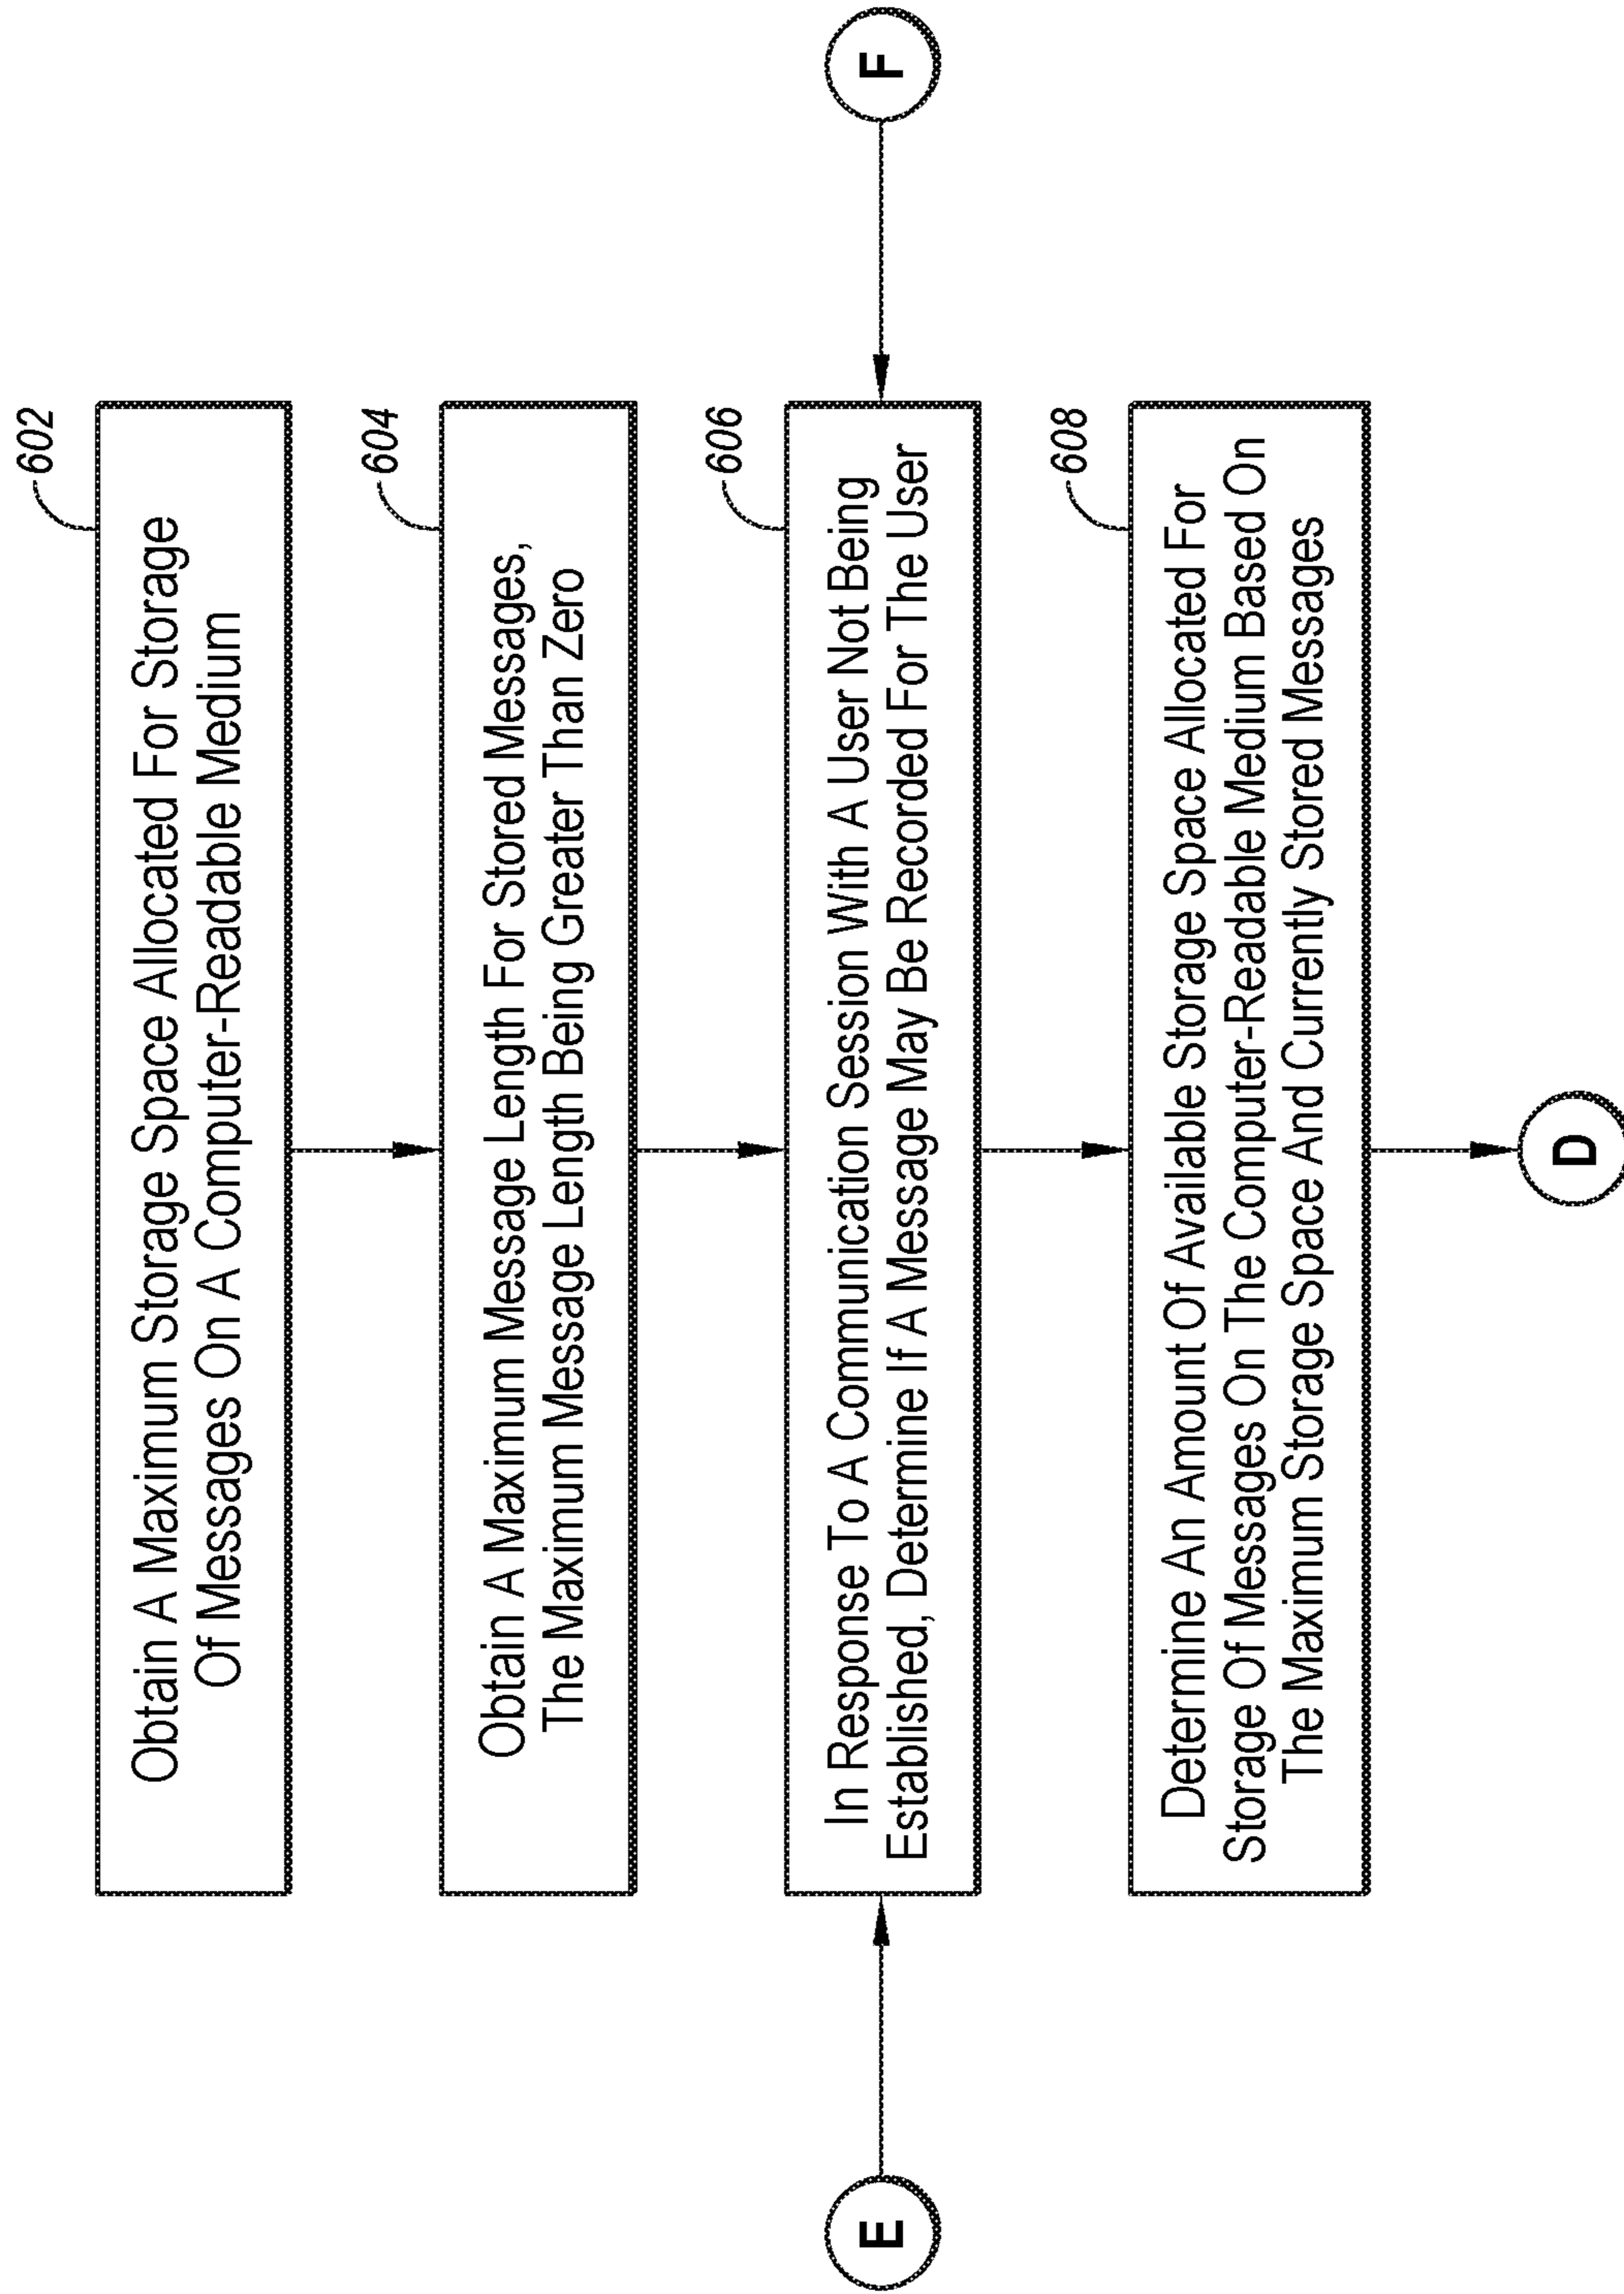 602
Obtain A Maximum Storage Space Allocated For Storage
Of Messages On A Computer-Readable Medium
604
Obtain A Maximum Message Length For Stored Messages,
The Maximum Message Length Being Greater Than Zero
606
E
In Response To A Communication Session With A User Not Being
Established, Determine If A Message May Be Recorded For The User
F
608
Determine An Amount Of Available Storage Space Allocated For
Storage Of Messages On The Computer-Readable Medium Based On
The Maximum Storage Space And Currently Stored Messages
D